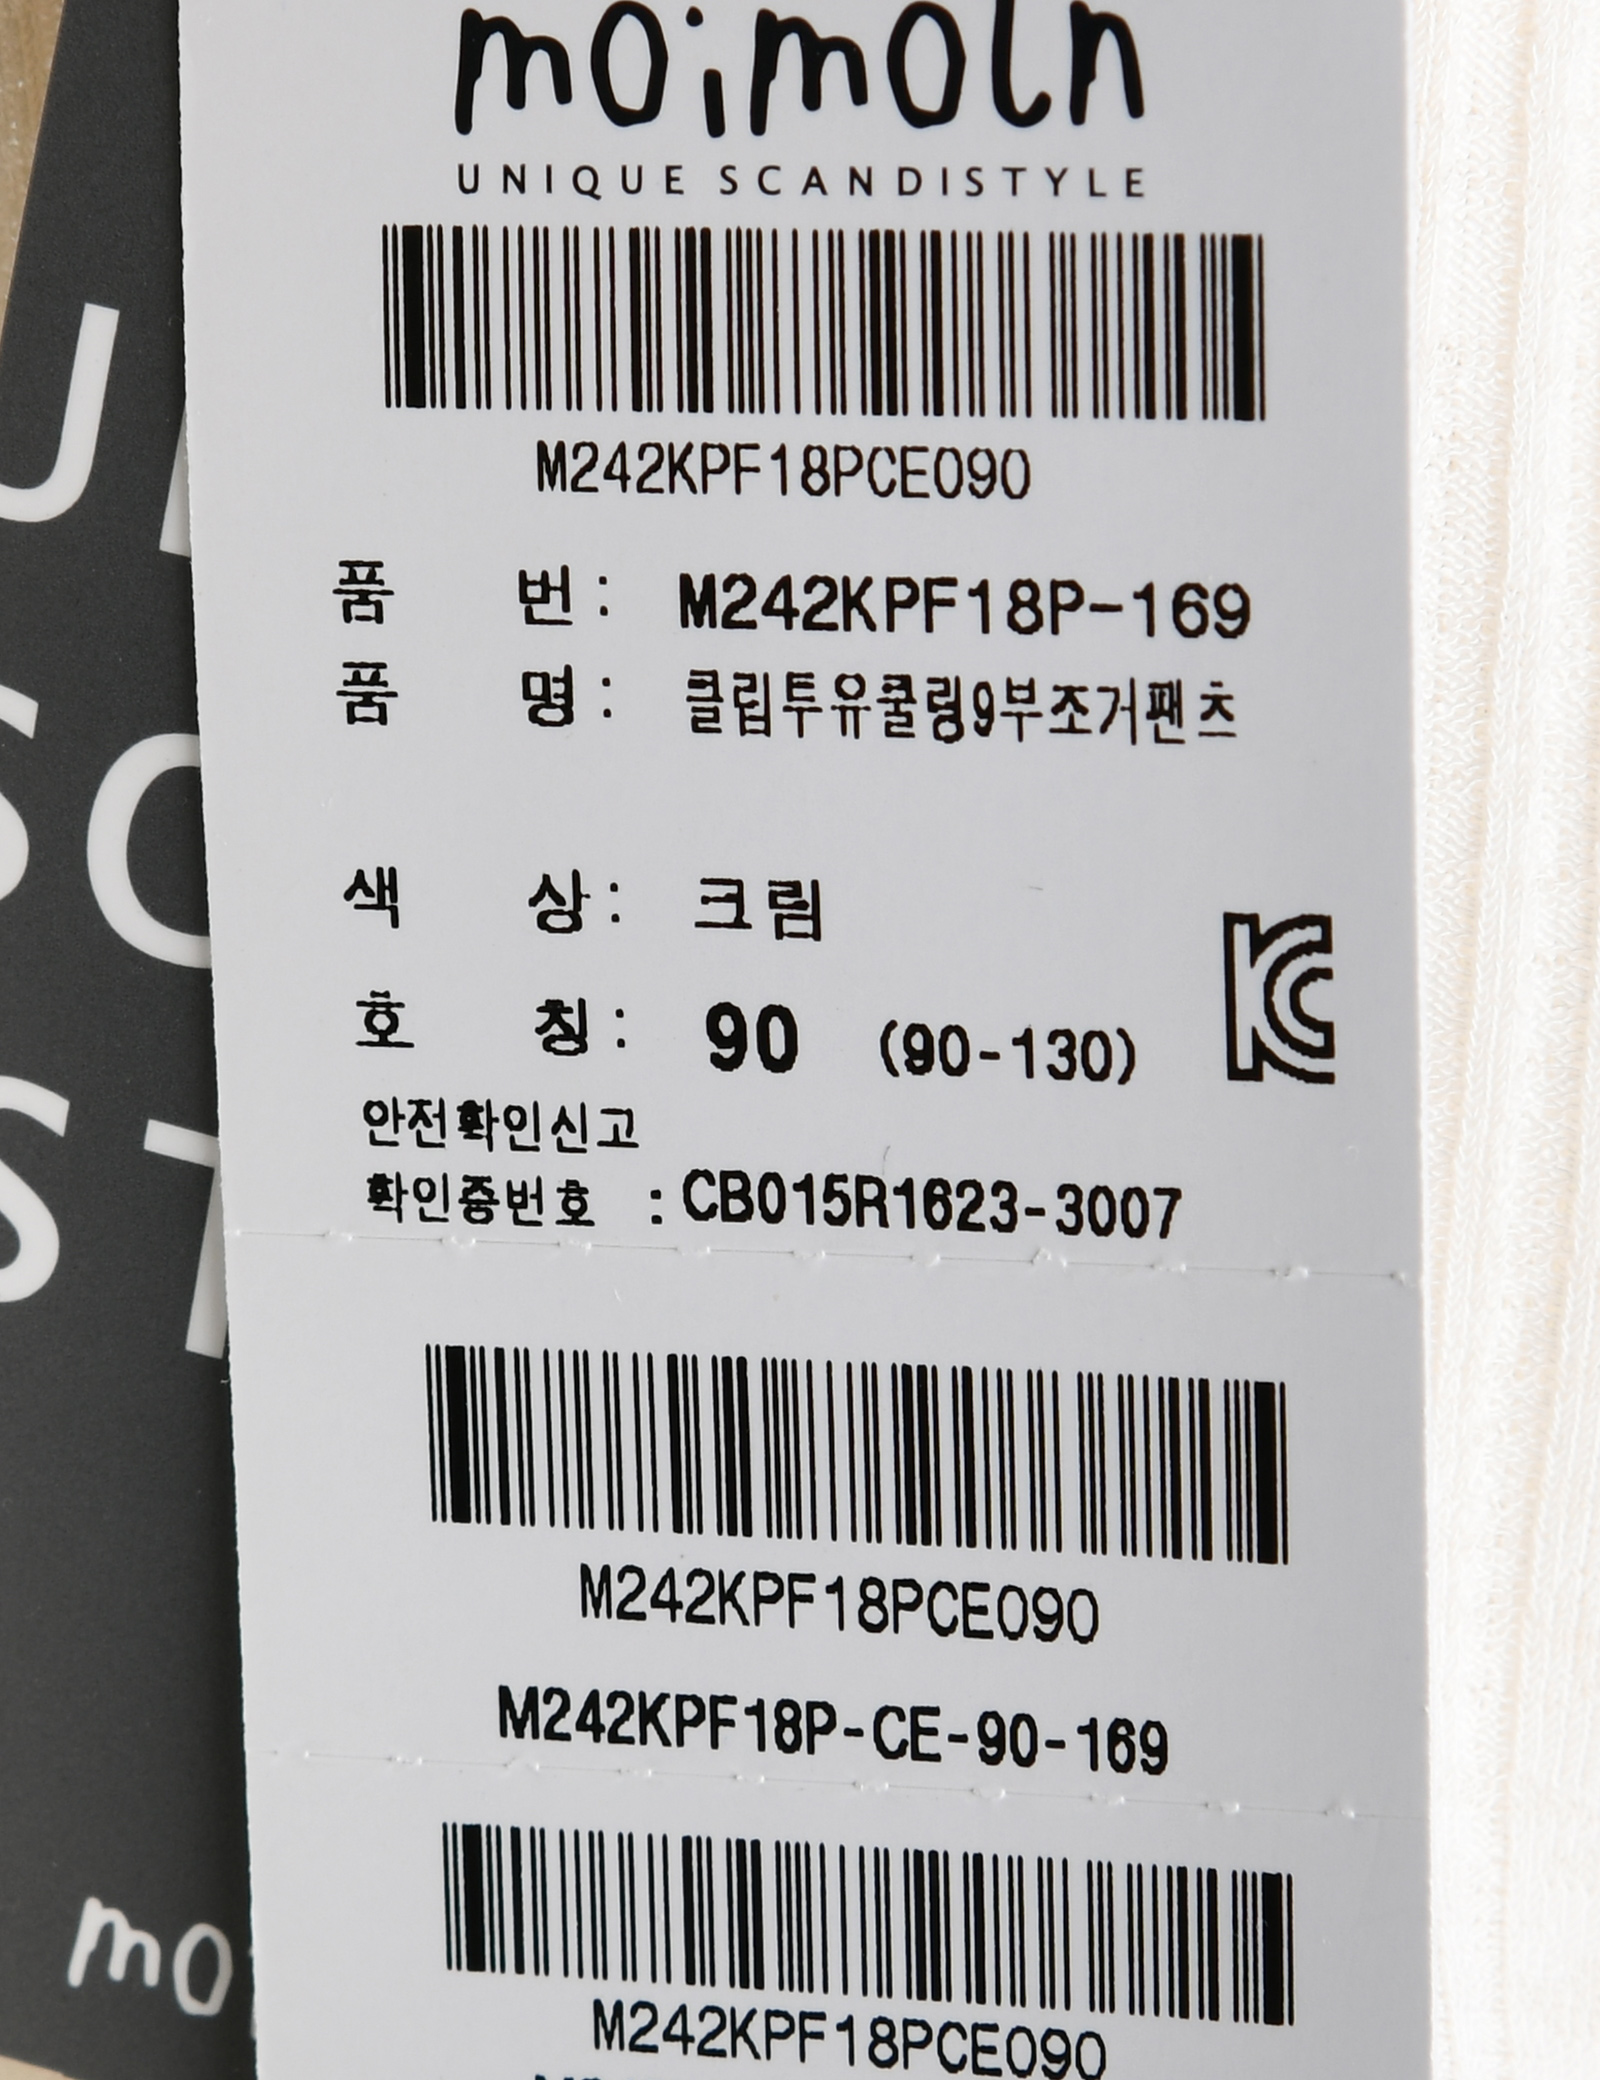 moimoln
UNIQUE SCANDISTYLE
M242KPF18PCE090
품 번 : M242KPF18P-169
품 명 : 클립투유쿨링9부조거팬츠
색 상 : 크림
호 칭 : 90 (90-130)
안전확인신고
확인증번호 : CB015R1623-3007
M242KPF18PCE090
M242KPF18P-CE-90-169
M242KPF18PCE090